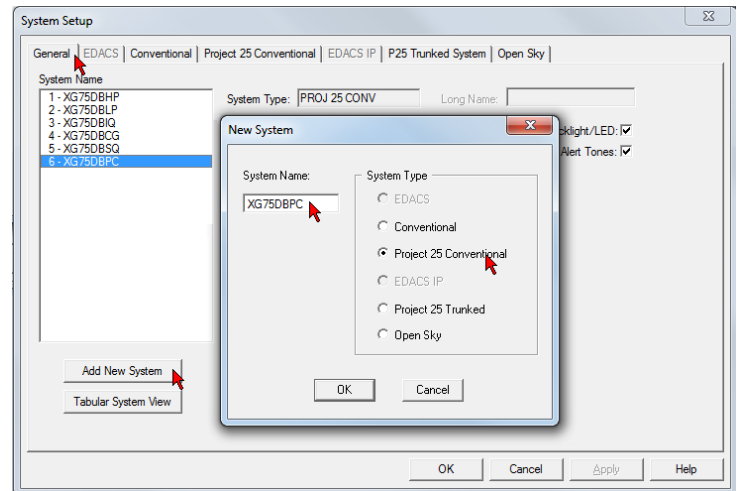 System Setup
General EDACS Conventional Project 25 Conventional EDACS IP P25 Trunked System Open Sky
System Name
1 - XG75DBHP
2 - XG75DBLP
3 - XG75DBIQ
4 - XG75DBCG
5 - XG75DBSQ
6 - XG75DBPC
System Type: PROJ 25 CONV Long Name:
cklight/LED:
Alert Tones:
New System
System Name:
XG75DBPC
System Type
EDACS
Conventional
Project 25 Conventional
EDACS IP
Project 25 Trunked
Open Sky
OK Cancel
Add New System
Tabular System View
OK Cancel Apply Help